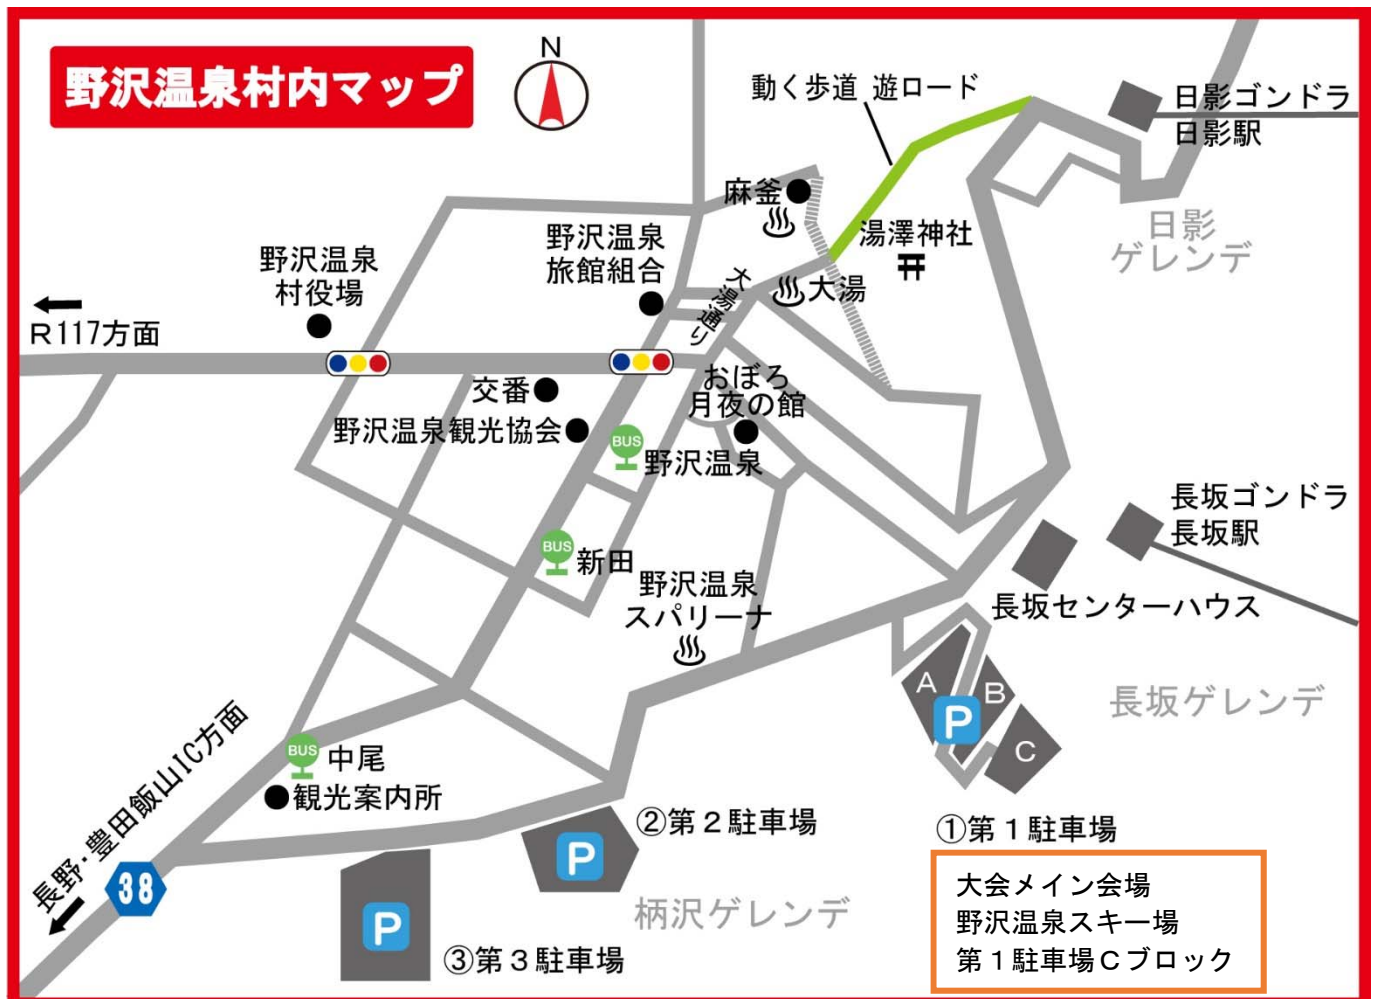 野沢温泉村内マップ
N
動く歩道 遊ロード
日影ゴンドラ
日影駅
麻釜
湯澤神社
日影
ゲレンデ
野沢温泉
旅館組合
野沢温泉
村役場
大湯通り
大湯
R117方面
おぼろ
月夜の館
交番
野沢温泉観光協会
BUS
野沢温泉
長坂ゴンドラ
長坂駅
BUS
新田
野沢温泉
スパリーナ
長坂センターハウス
A
B
P
C
長坂ゲレンデ
長野・豊田飯山IC方面
BUS
中尾
観光案内所
②第2駐車場
P
①第1駐車場
38
柄沢ゲレンデ
P
③第3駐車場
大会メイン会場
野沢温泉スキー場
第1駐車場Cブロック